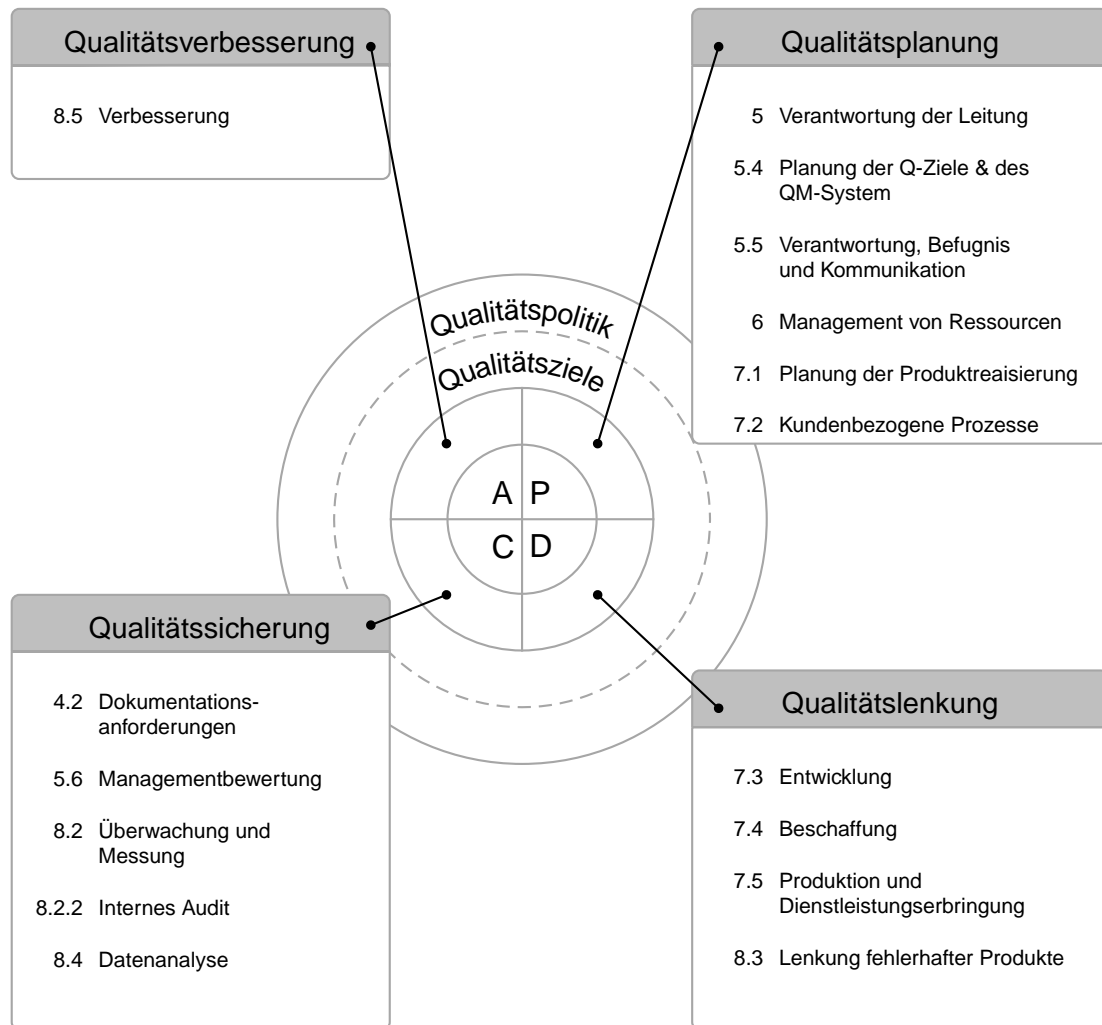 Qualitätsverbesserung
8.5 Verbesserung
Qualitätsplanung
5 Verantwortung der Leitung
5.4 Planung der Q-Ziele & des
QM-System
5.5 Verantwortung, Befugnis
und Kommunikation
6 Management von Ressourcen
7.1 Planung der Produktreaisierung
7.2 Kundenbezogene Prozesse
Qualitätspolitik
Qualitätsziele
A P
C D
Qualitätssicherung
4.2 Dokumentations-
anforderungen
5.6 Managementbewertung
8.2 Überwachung und
Messung
8.2.2 Internes Audit
8.4 Datenanalyse
Qualitätslenkung
7.3 Entwicklung
7.4 Beschaffung
7.5 Produktion und
Dienstleistungserbringung
8.3 Lenkung fehlerhafter Produkte